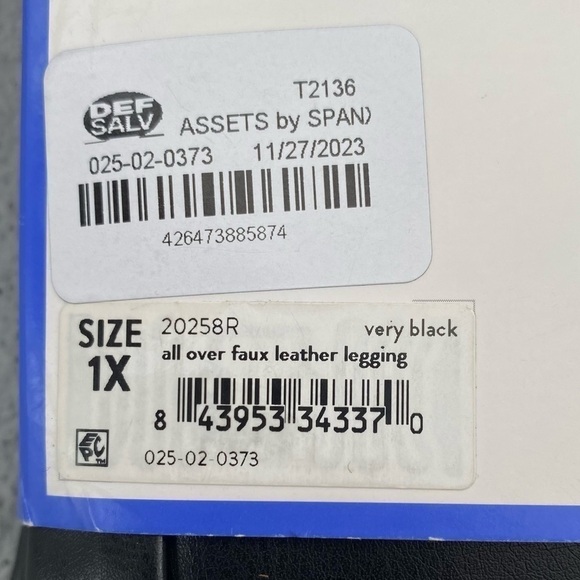 DEF
SALV
T2136
ASSETS by SPANX
025-02-0373 11/27/2023
426473885874
SIZE
1X
20258R
very black
all over faux leather legging
8 43953 34337 0
EPC
025-02-0373